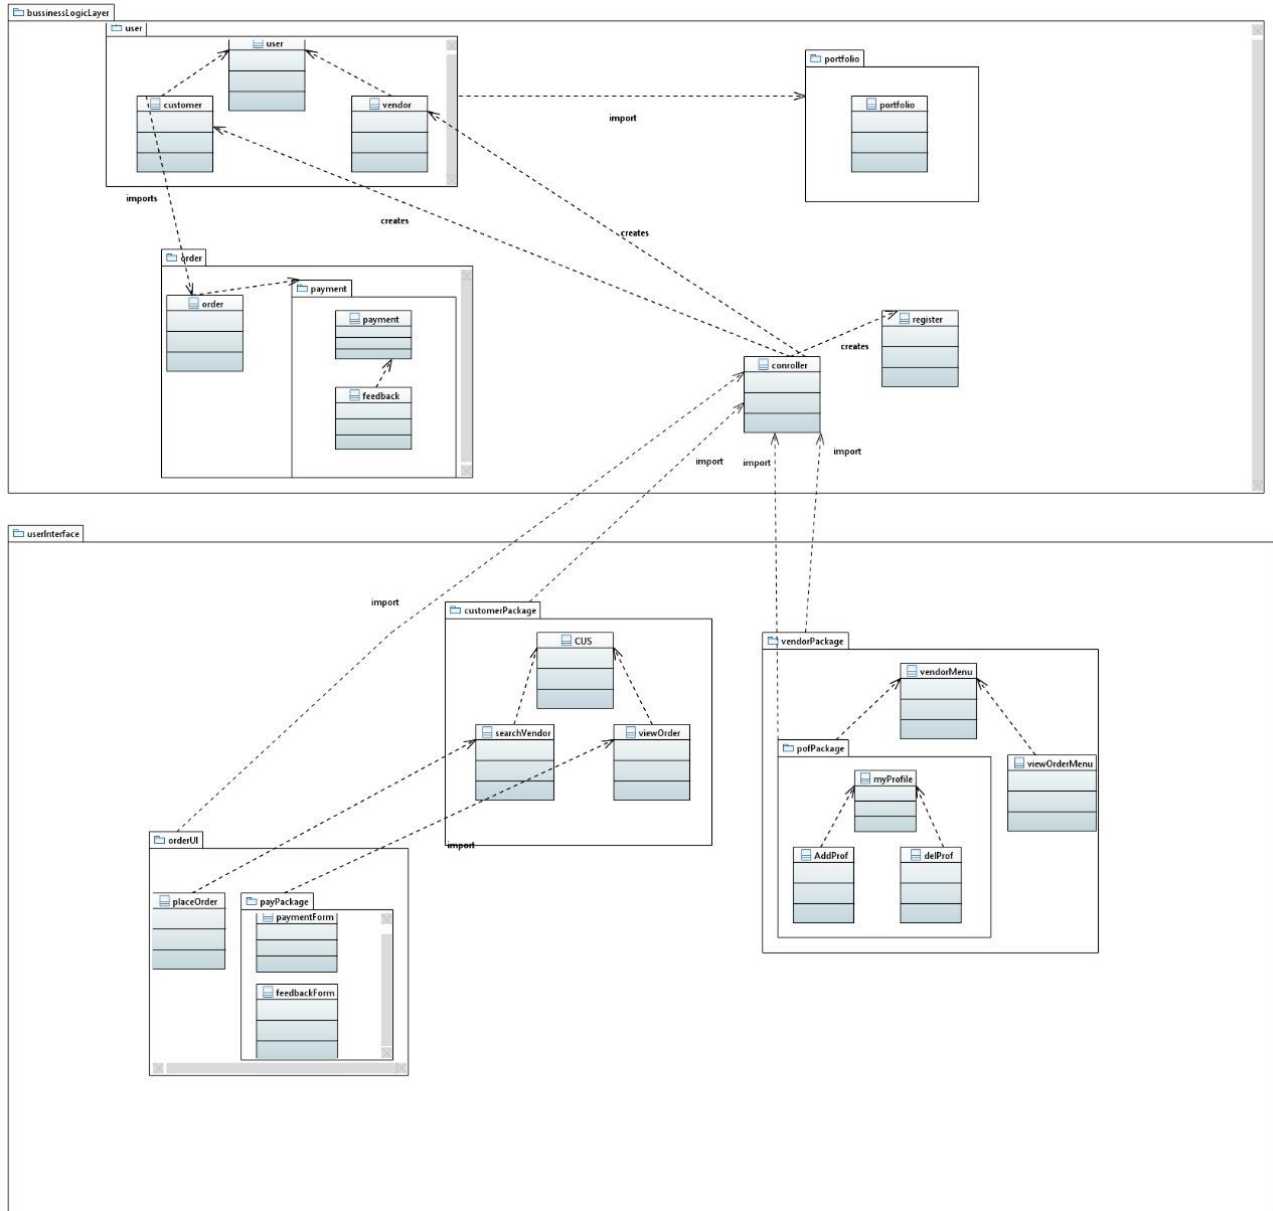 bussinessLogicLayer
user
user
customer
vendor
import
portfolio
portfolio
imports
creates
creates
order
order
payment
payment
feedback
register
creates
conroller
import
import
import
userInterface
import
customerPackage
CUS
searchVendor
viewOrder
import
vendorPackage
vendorMenu
pofPackage
viewOrderMenu
myProfile
AddProf
delProf
orderUI
placeOrder
payPackage
paymentForm
feedbackForm